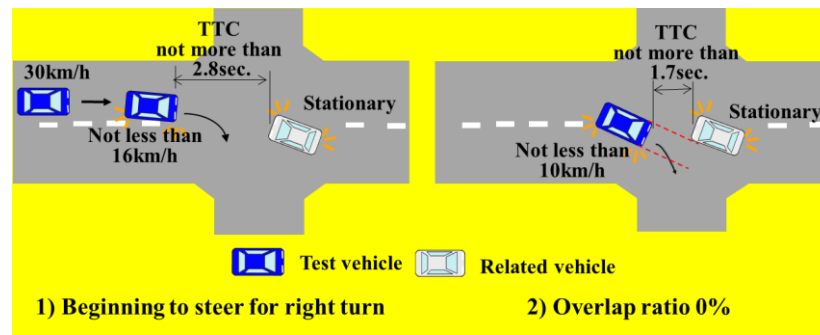 TTC
not more than
2.8sec.
30km/h
Stationary
Not less than
16km/h
TTC
not more than
1.7sec.
Stationary
Not less than
10km/h
Test vehicle
Related vehicle
1) Beginning to steer for right turn
2) Overlap ratio 0%